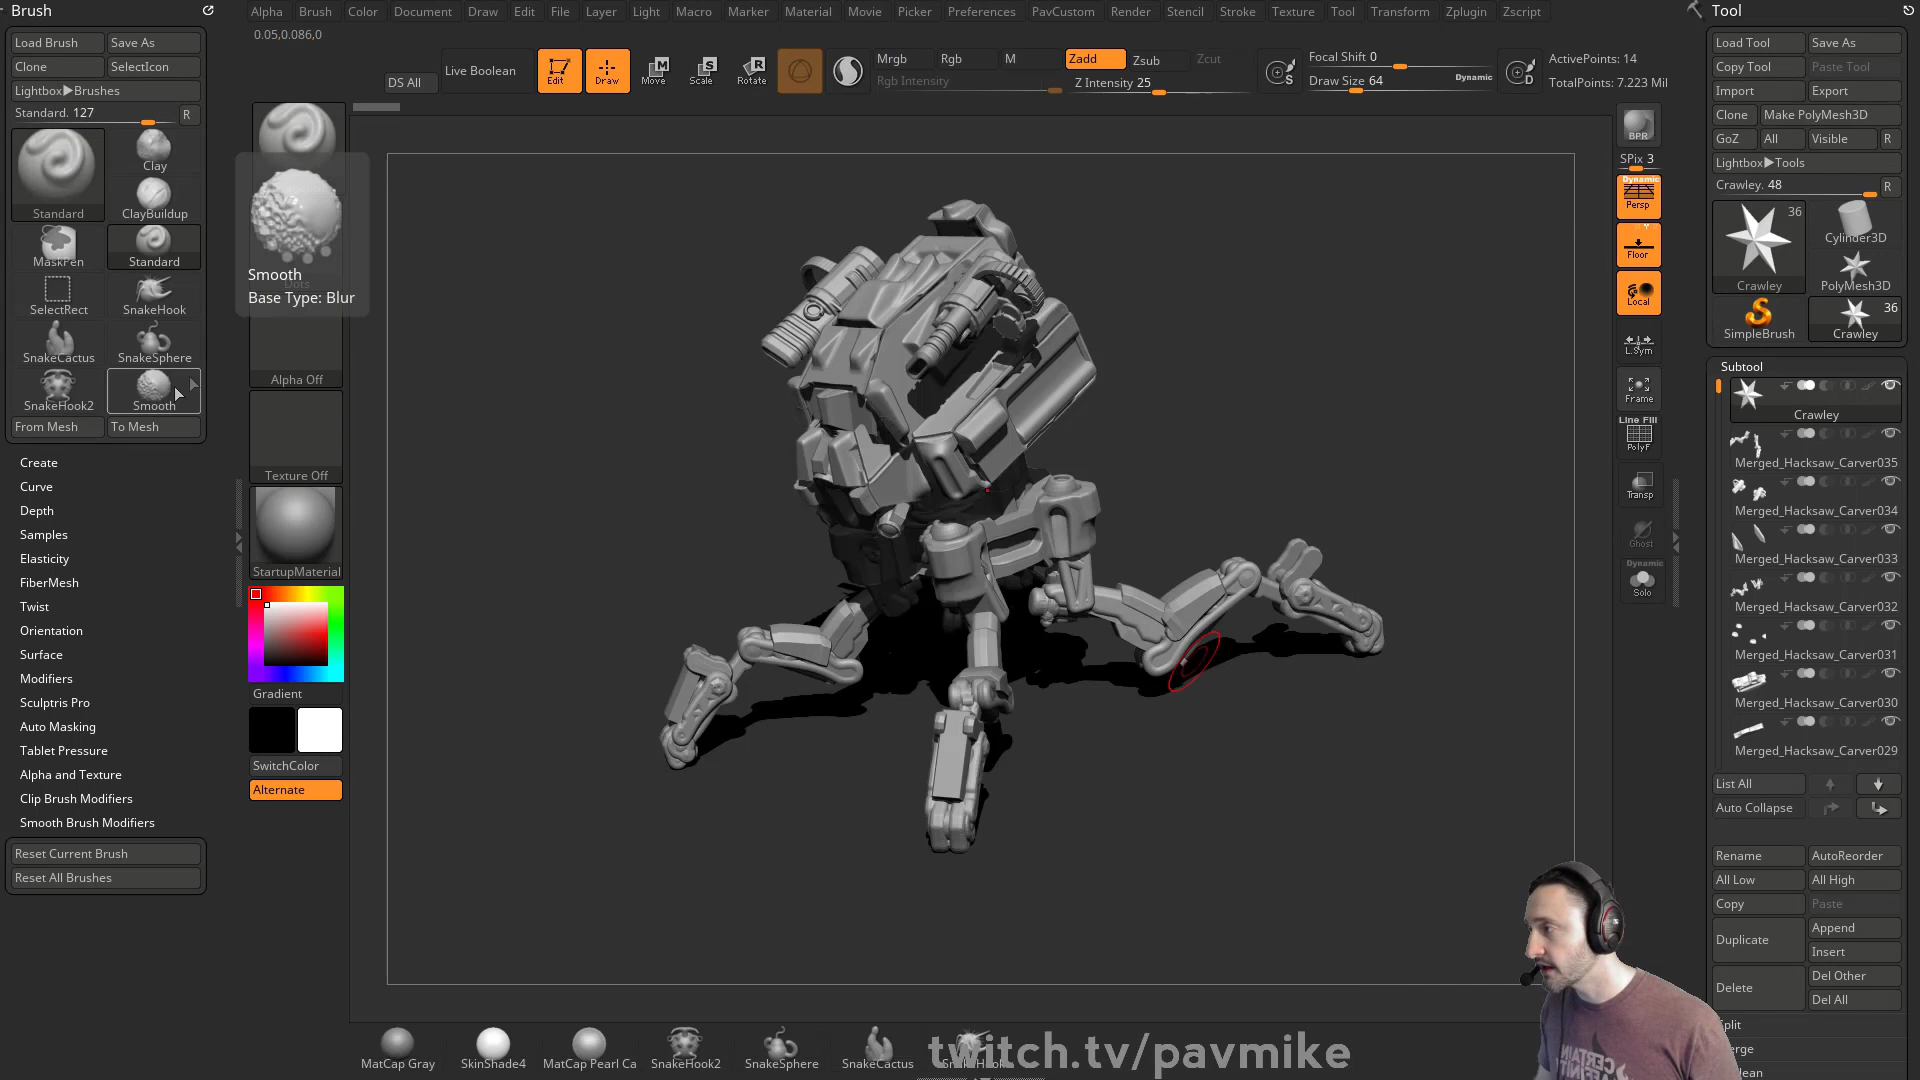 Brush
Alpha Brush Color Document Draw Edit File Layer Light Macro Marker Material Movie Picker Preferences PavCustom Render Stencil Stroke Texture Tool Transform Zplugin Zscript
Tool
0.05,0.086,0
Load Brush Save As
Clone SelectIcon
Lightbox▶Brushes
Standard. 127 R
Standard
Clay
ClayBuildup
MaskPen Standard
SelectRect SnakeHook
SnakeCactus SnakeSphere
SnakeHook2 Smooth
From Mesh To Mesh
Create
Curve
Depth
Samples
Elasticity
FiberMesh
Twist
Orientation
Surface
Modifiers
Sculptris Pro
Auto Masking
Tablet Pressure
Alpha and Texture
Clip Brush Modifiers
Smooth Brush Modifiers
Reset Current Brush
Reset All Brushes
DS All
Live Boolean
Edit Draw Move Scale Rotate
Mrgb Rgb M
Rgb Intensity
Zadd Zsub Zcut
Z Intensity 25
Focal Shift 0
Draw Size 64 Dynamic
ActivePoints: 14
TotalPoints: 7.223 Mil
Smooth
Dots
Base Type: Blur
Alpha Off
Texture Off
StartupMaterial
Gradient
SwitchColor
Alternate
BPR
SPix 3
Dynamic
Persp
Floor
Local
L.Sym
Frame
Line Fill
PolyF
Transp
Ghost
Dynamic
Solo
Load Tool Save As
Copy Tool Paste Tool
Import Export
Clone Make PolyMesh3D
GoZ All Visible R
Lightbox▶Tools
Crawley. 48 R
36
Crawley
Cylinder3D
PolyMesh3D
SimpleBrush
36
Crawley
Subtool
Crawley
Merged_Hacksaw_Carver035
Merged_Hacksaw_Carver034
Merged_Hacksaw_Carver033
Merged_Hacksaw_Carver032
Merged_Hacksaw_Carver031
Merged_Hacksaw_Carver030
Merged_Hacksaw_Carver029
List All
Auto Collapse
Rename AutoReorder
All Low All High
Copy Paste
Duplicate Append
Insert
Delete Del Other
Del All
MatCap Gray SkinShade4 MatCap Pearl Ca SnakeHook2 SnakeSphere SnakeCactus
twitch.tv/pavmike